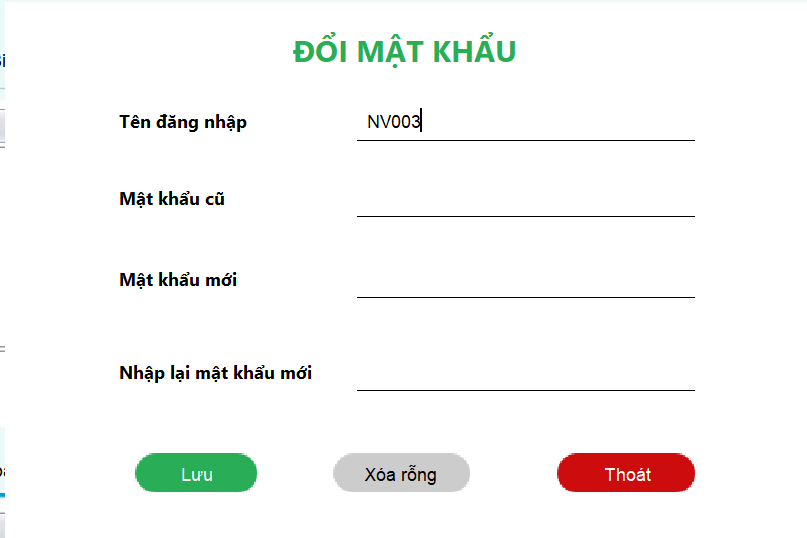 ĐỔI MẬT KHẨU
Tên đăng nhập NV003
Mật khẩu cũ
Mật khẩu mới
Nhập lại mật khẩu mới
Lưu Xóa rỗng Thoát